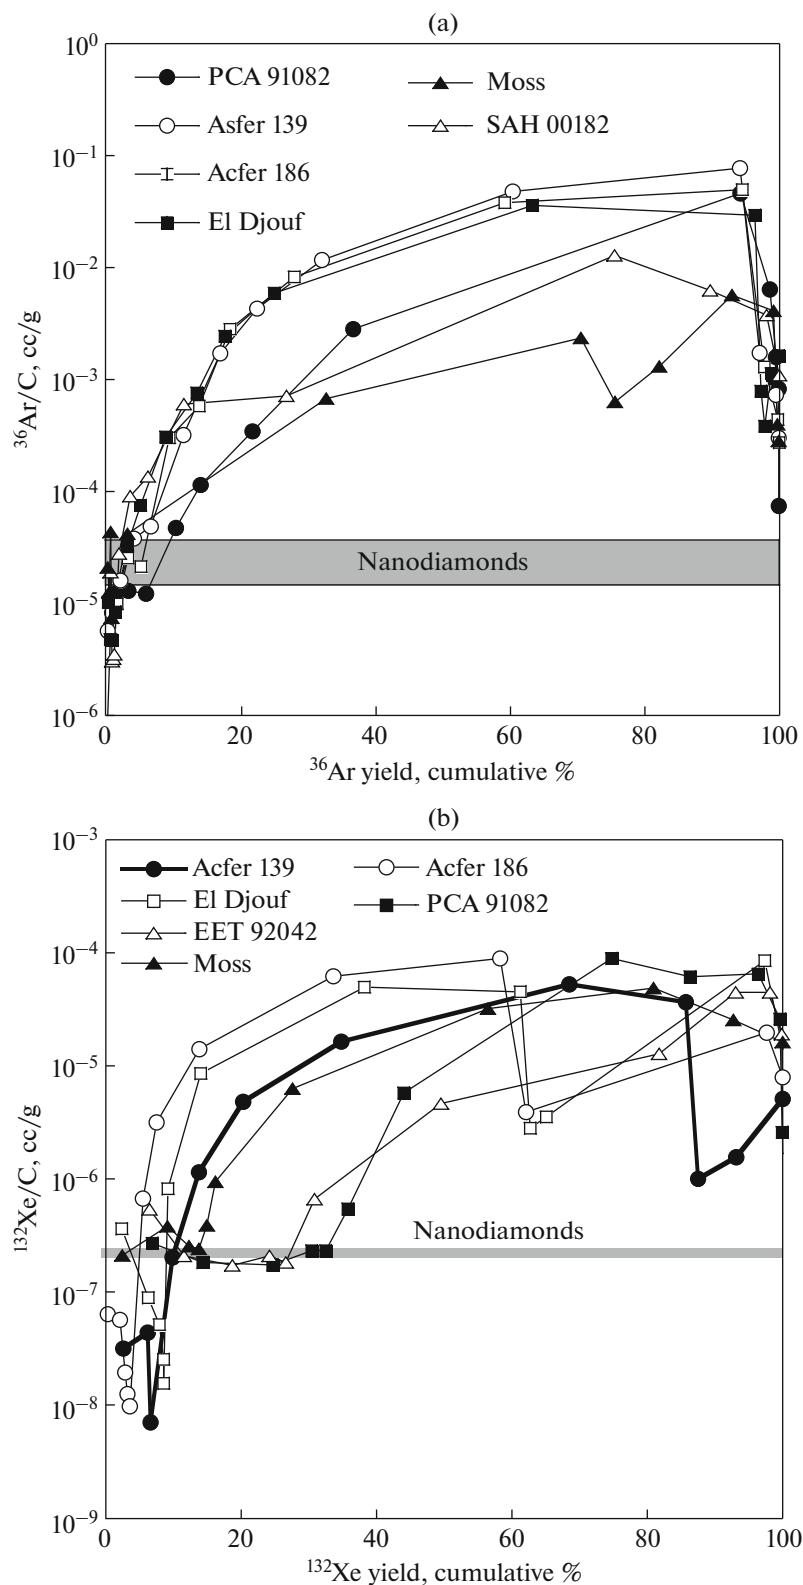 (a)
10⁰
10⁻¹
10⁻²
10⁻³
10⁻⁴
10⁻⁵
10⁻⁶
³⁶Ar/C, cc/g
PCA 91082
Asfer 139
Acfer 186
El Djouf
Moss
SAH 00182
Nanodiamonds
0 20 40 60 80 100
³⁶Ar yield, cumulative %
(b)
10⁻³
10⁻⁴
10⁻⁵
10⁻⁶
10⁻⁷
10⁻⁸
10⁻⁹
¹³²Xe/C, cc/g
Acfer 139
El Djouf
EET 92042
Moss
Acfer 186
PCA 91082
Nanodiamonds
0 20 40 60 80 100
¹³²Xe yield, cumulative %